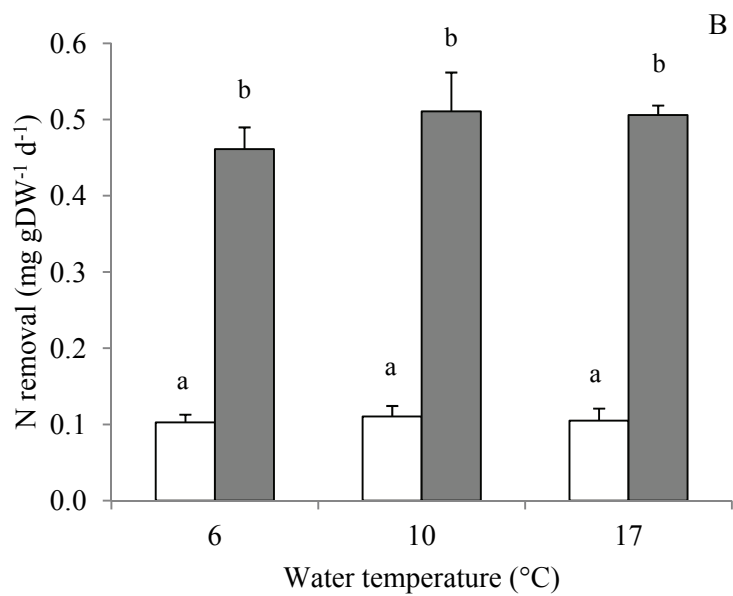 B
N removal (mg gDW⁻¹ d⁻¹)
0.6
0.5
0.4
0.3
0.2
0.1
0.0
b
b
b
a
a
a
6
10
17
Water temperature (°C)